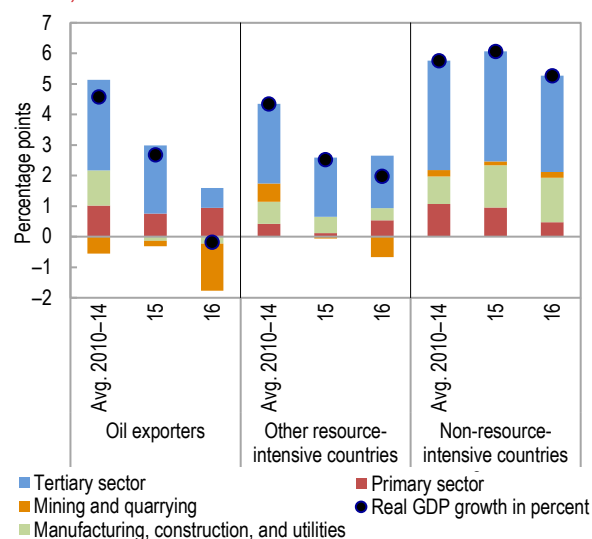 7
6
5
4
3
2
1
0
–1
–2
Percentage points
Avg. 2010–14
15
16
Avg. 2010–14
15
16
Avg. 2010–14
15
16
Oil exporters
Other resource-
intensive countries
Non-resource-
intensive countries
Tertiary sector
Primary sector
Mining and quarrying
Real GDP growth in percent
Manufacturing, construction, and utilities